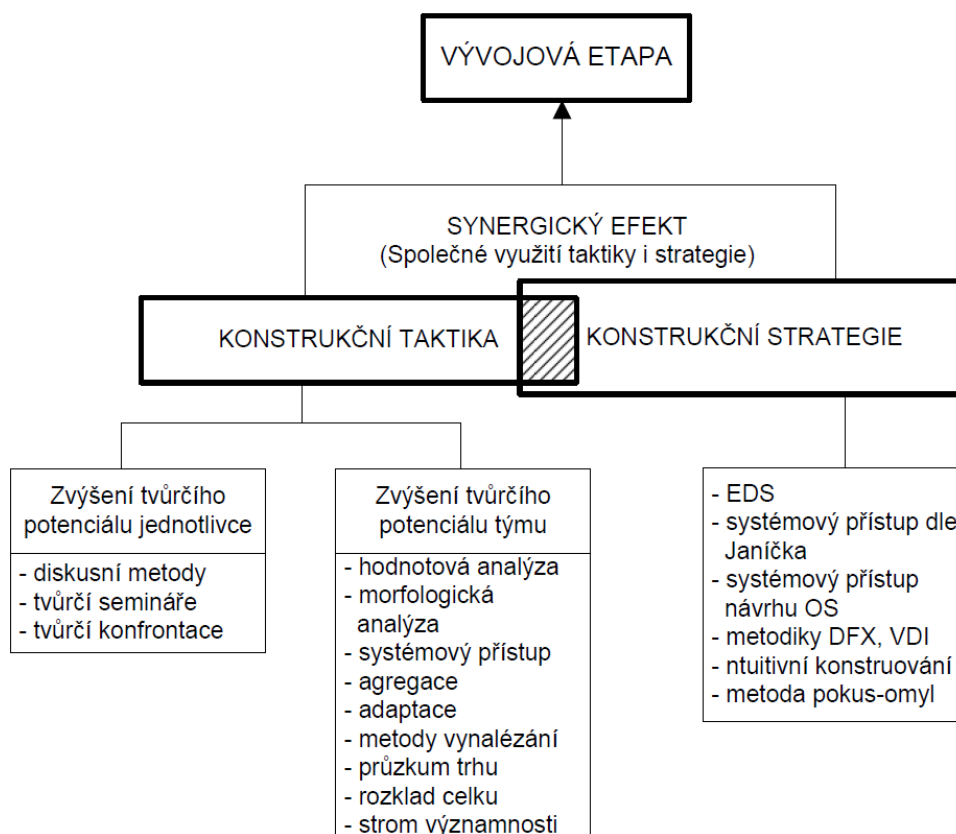 VÝVOJOVÁ ETAPA
SYNERGICKÝ EFEKT
(Společné využití taktiky i strategie)
KONSTRUKČNÍ TAKTIKA
KONSTRUKČNÍ STRATEGIE
Zvýšení tvůrčího
potenciálu jednotlivce
- diskusní metody
- tvůrčí semináře
- tvůrčí konfrontace
Zvýšení tvůrčího
potenciálu týmu
- hodnotová analýza
- morfologická
analýza
- systémový přístup
- agregace
- adaptace
- metody vynalézání
- průzkum trhu
- rozklad celku
- strom významnosti
- EDS
- systémový přístup dle
Janíčka
- systémový přístup
návrhu OS
- metodiky DFX, VDI
- ntuitivní konstruování
- metoda pokus-omyl